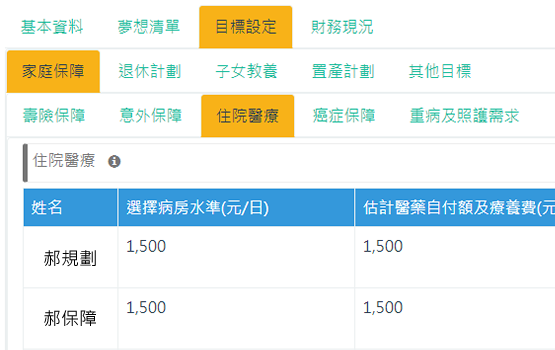 基本資料 夢想清單 目標設定 財務現況
家庭保障 退休計劃 子女教養 置產計劃 其他目標
壽險保障 意外保障 住院醫療 癌症保障 重病及照護需求
住院醫療
姓名 選擇病房水準(元/日) 估計醫藥自付額及療養費(元
郝規劃 1,500 1,500
郝保障 1,500 1,500